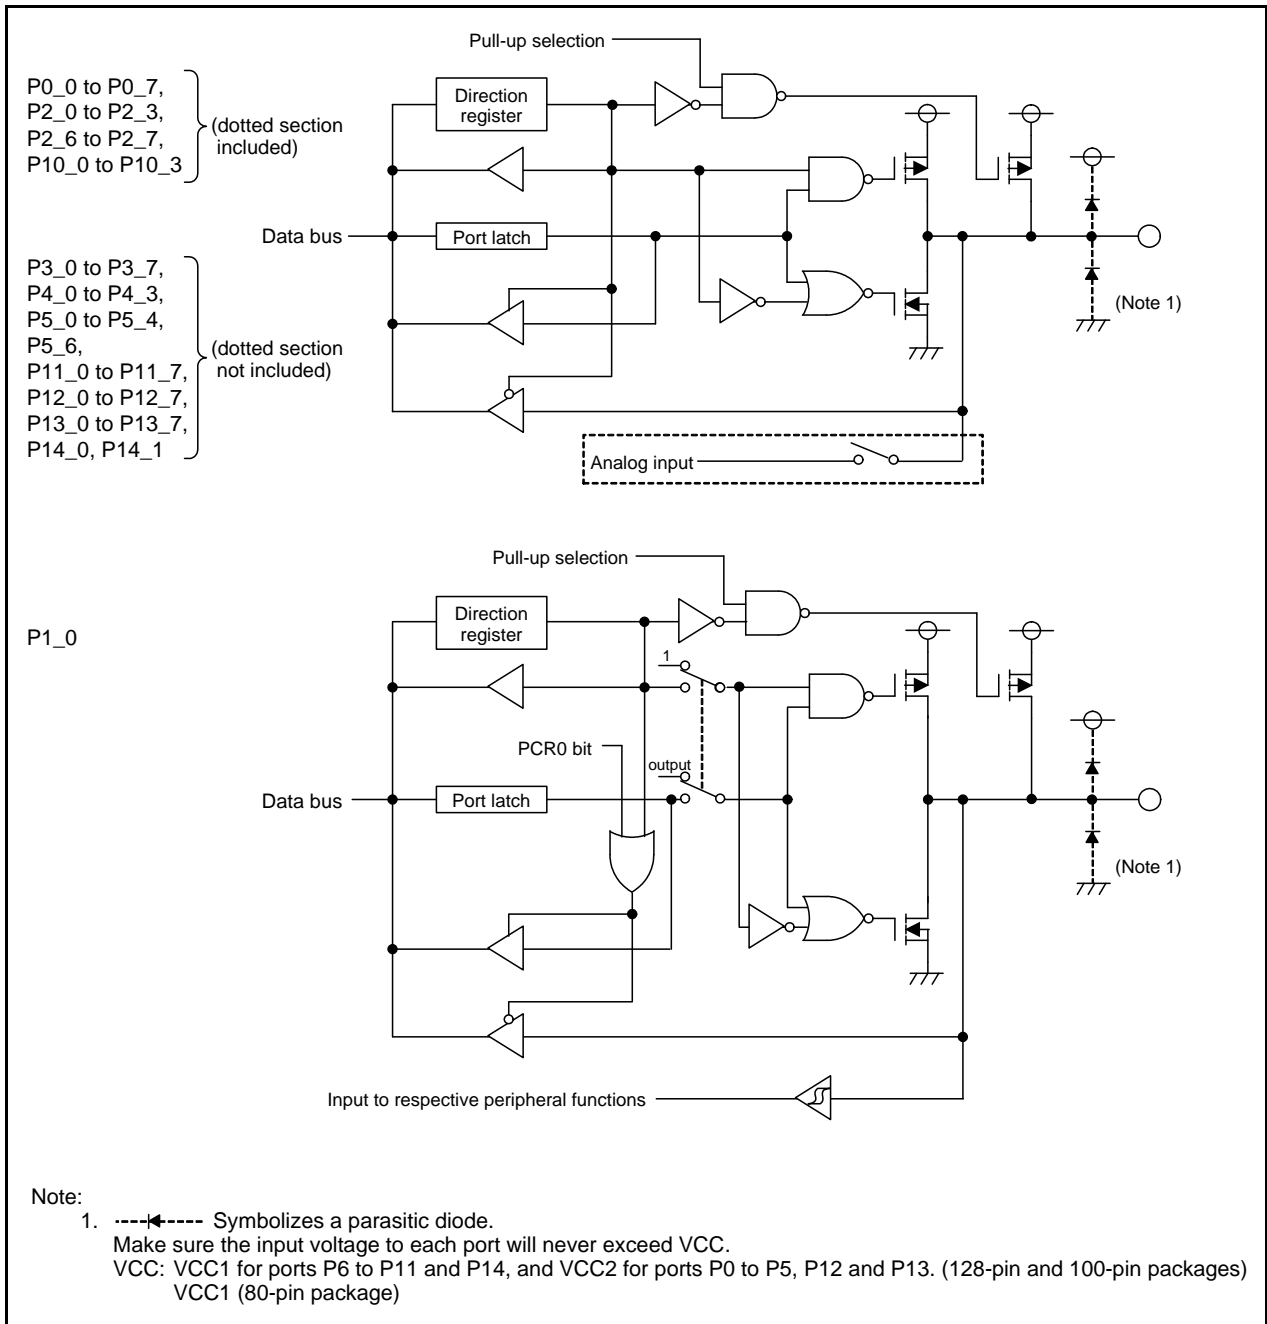 Pull-up selection
P0_0 to P0_7,
P2_0 to P2_3,
P2_6 to P2_7,
P10_0 to P10_3
(dotted section
included)
Direction
register
Data bus
Port latch
P3_0 to P3_7,
P4_0 to P4_3,
P5_0 to P5_4,
P5_6,
P11_0 to P11_7,
P12_0 to P12_7,
P13_0 to P13_7,
P14_0, P14_1
(dotted section
not included)
(Note 1)
Analog input
Pull-up selection
P1_0
Direction
register
1
PCR0 bit
output
Data bus
Port latch
(Note 1)
Input to respective peripheral functions
Note:
1. Symbolizes a parasitic diode.
Make sure the input voltage to each port will never exceed VCC.
VCC: VCC1 for ports P6 to P11 and P14, and VCC2 for ports P0 to P5, P12 and P13. (128-pin and 100-pin packages)
VCC1 (80-pin package)